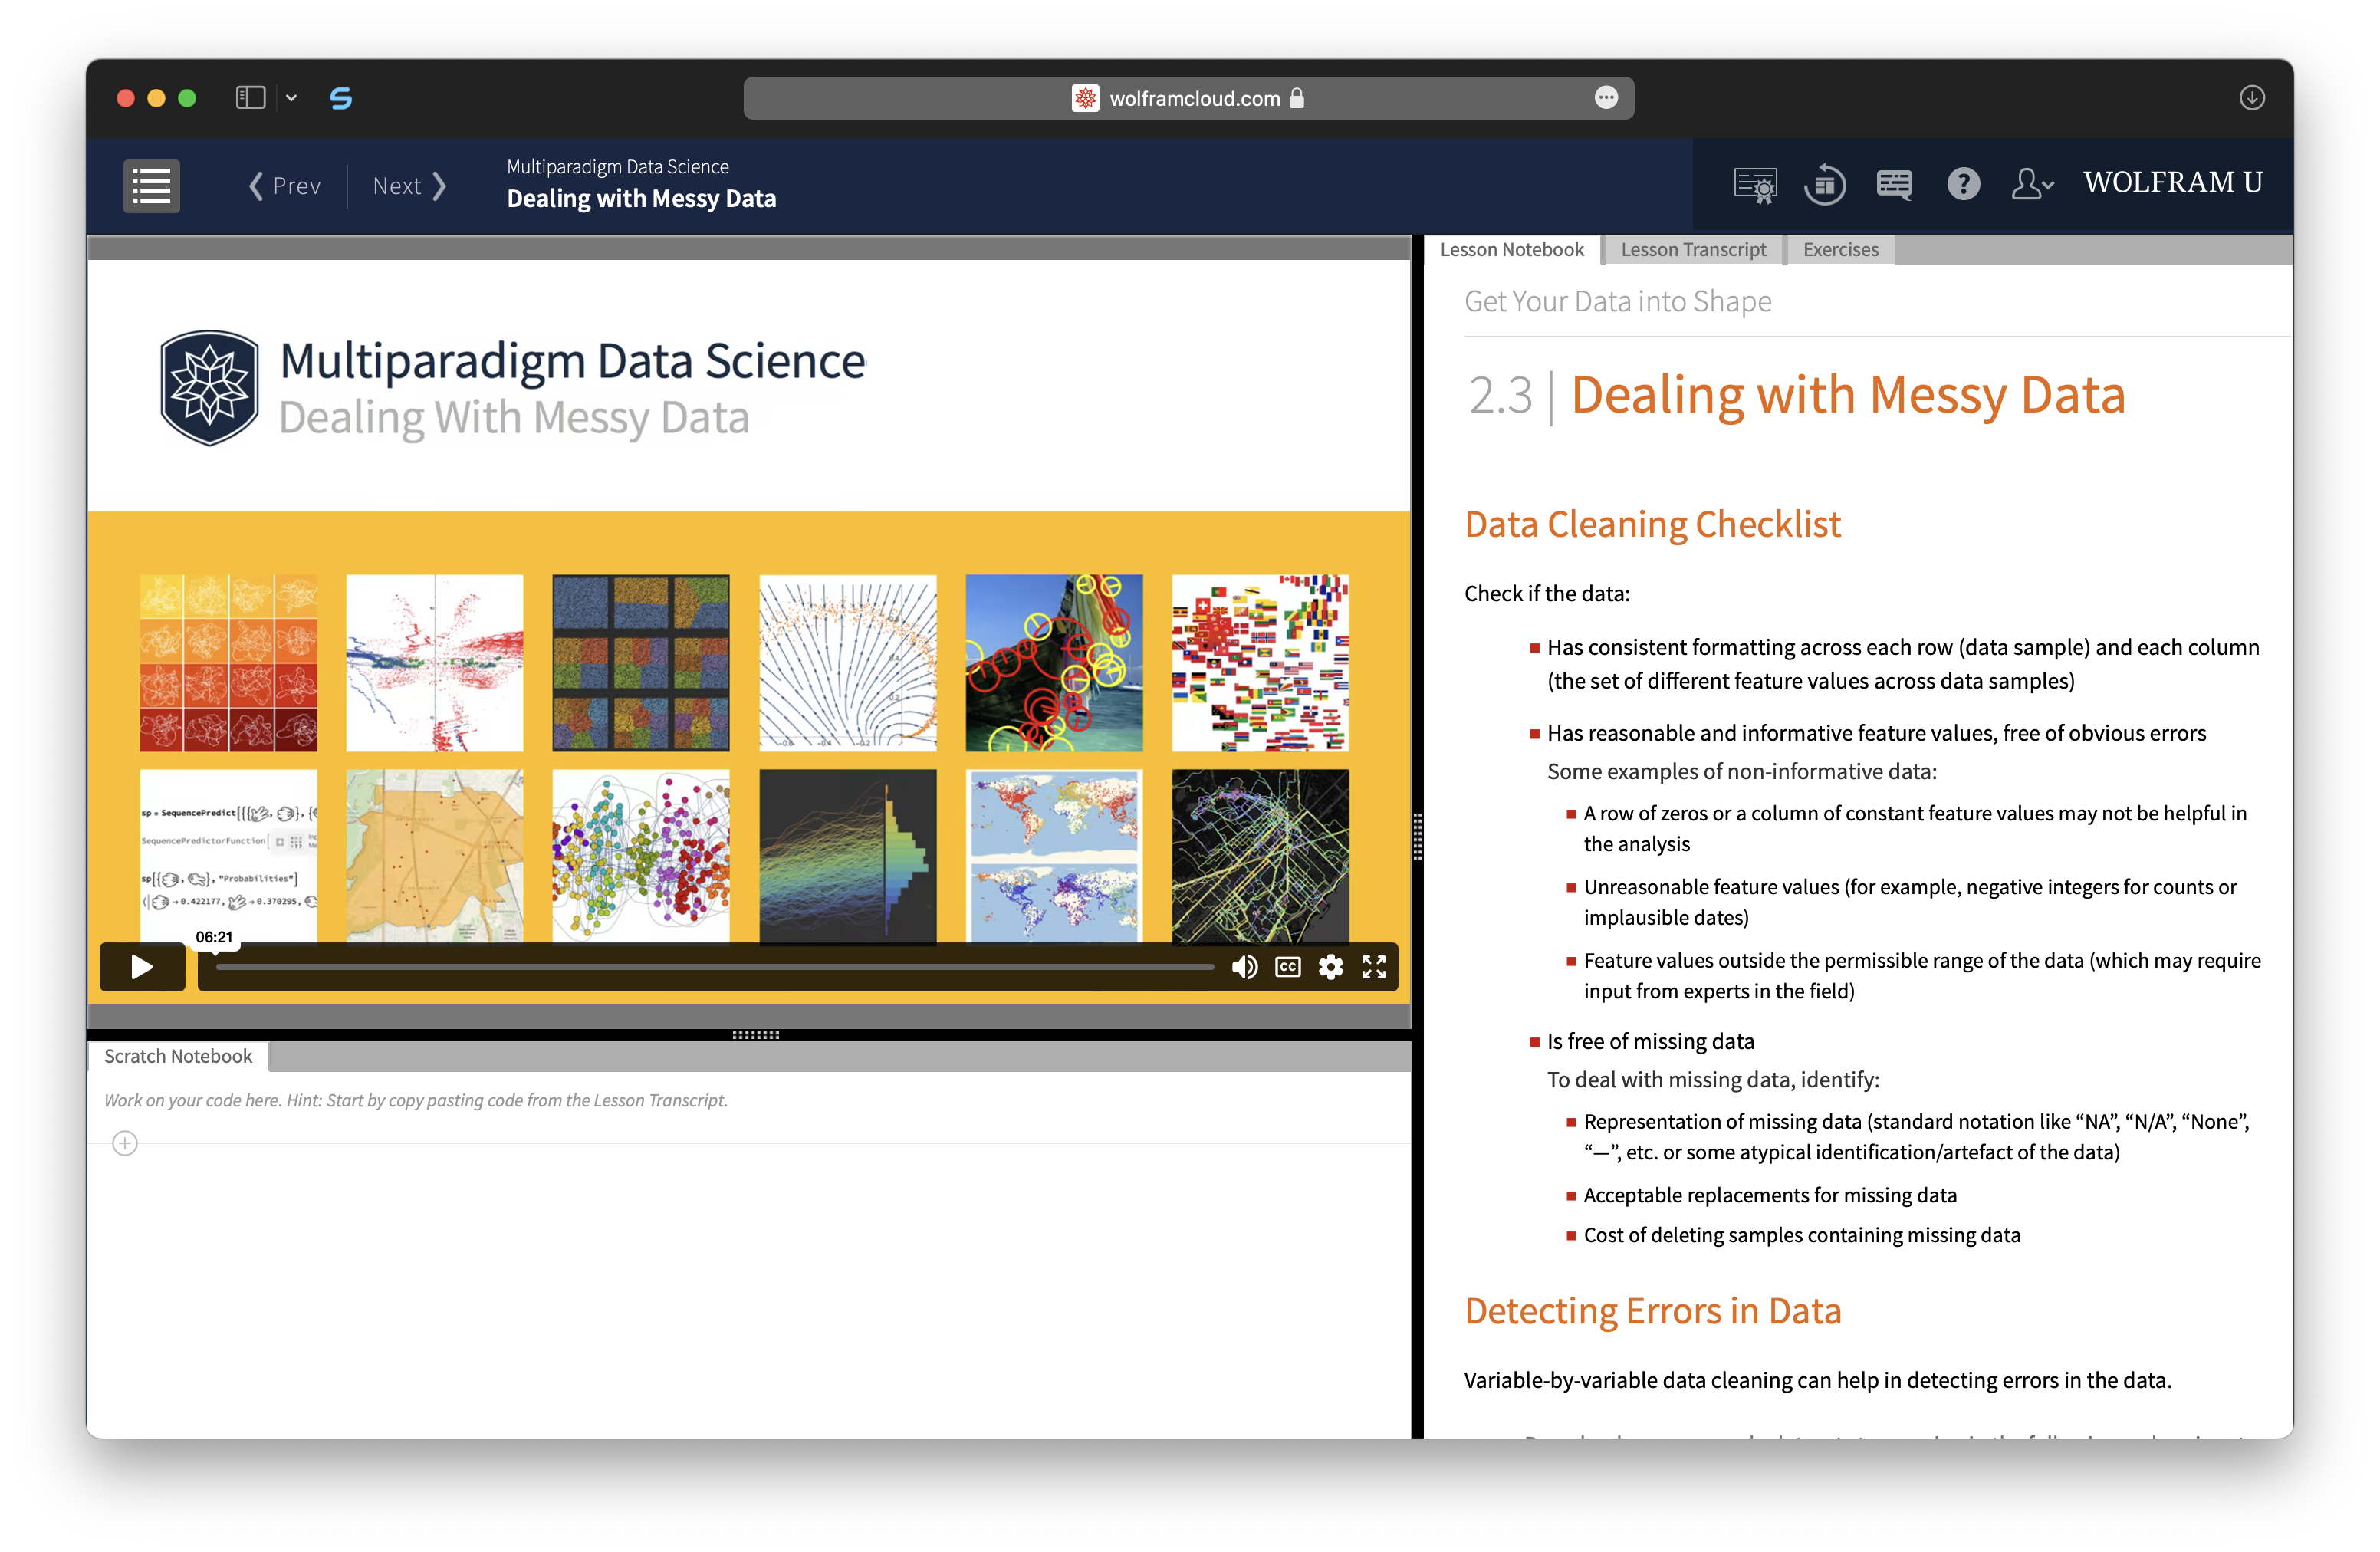 wolframcloud.com
Prev
Next
Multiparadigm Data Science
Dealing with Messy Data
WOLFRAM U
Multiparadigm Data Science
Dealing With Messy Data
sp = SequencePredict[{{
SequencePredictorFunction[
sp[{ , }, "Probabilities"]
→ 0.422177, → 0.370295,
06:21
CC
Scratch Notebook
Work on your code here. Hint: Start by copy pasting code from the Lesson Transcript.
Lesson Notebook
Lesson Transcript
Exercises
Get Your Data into Shape
2.3 | Dealing with Messy Data
Data Cleaning Checklist
Check if the data:
Has consistent formatting across each row (data sample) and each column
(the set of different feature values across data samples)
Has reasonable and informative feature values, free of obvious errors
Some examples of non-informative data:
A row of zeros or a column of constant feature values may not be helpful in
the analysis
Unreasonable feature values (for example, negative integers for counts or
implausible dates)
Feature values outside the permissible range of the data (which may require
input from experts in the field)
Is free of missing data
To deal with missing data, identify:
Representation of missing data (standard notation like “NA”, “N/A”, “None”,
“—”, etc. or some atypical identification/artefact of the data)
Acceptable replacements for missing data
Cost of deleting samples containing missing data
Detecting Errors in Data
Variable-by-variable data cleaning can help in detecting errors in the data.